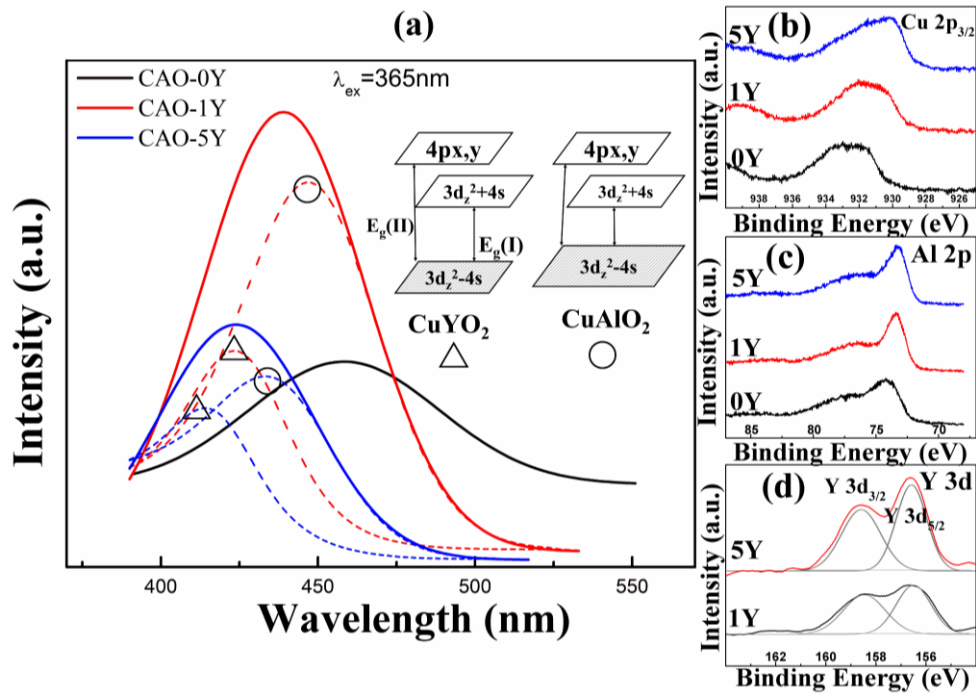 (a)
CAO-0Y
CAO-1Y
CAO-5Y
λex=365nm
4px,y
4px,y
3dz²+4s
3dz²+4s
Eg(II)
Eg(I)
3dz²-4s
3dz²-4s
CuYO₂
CuAlO₂
Intensity (a.u.)
400
450
500
550
Wavelength (nm)
(b)
Cu 2p3/2
5Y
1Y
0Y
Intensity (a.u.)
938 936 934 932 930 928 926
Binding Energy (eV)
(c)
Al 2p
5Y
1Y
0Y
Intensity (a.u.)
85 80 75 70
Binding Energy (eV)
(d)
Y 3d
Y 3d3/2
Y 3d5/2
5Y
1Y
Intensity (a.u.)
162 160 158 156
Binding Energy (eV)